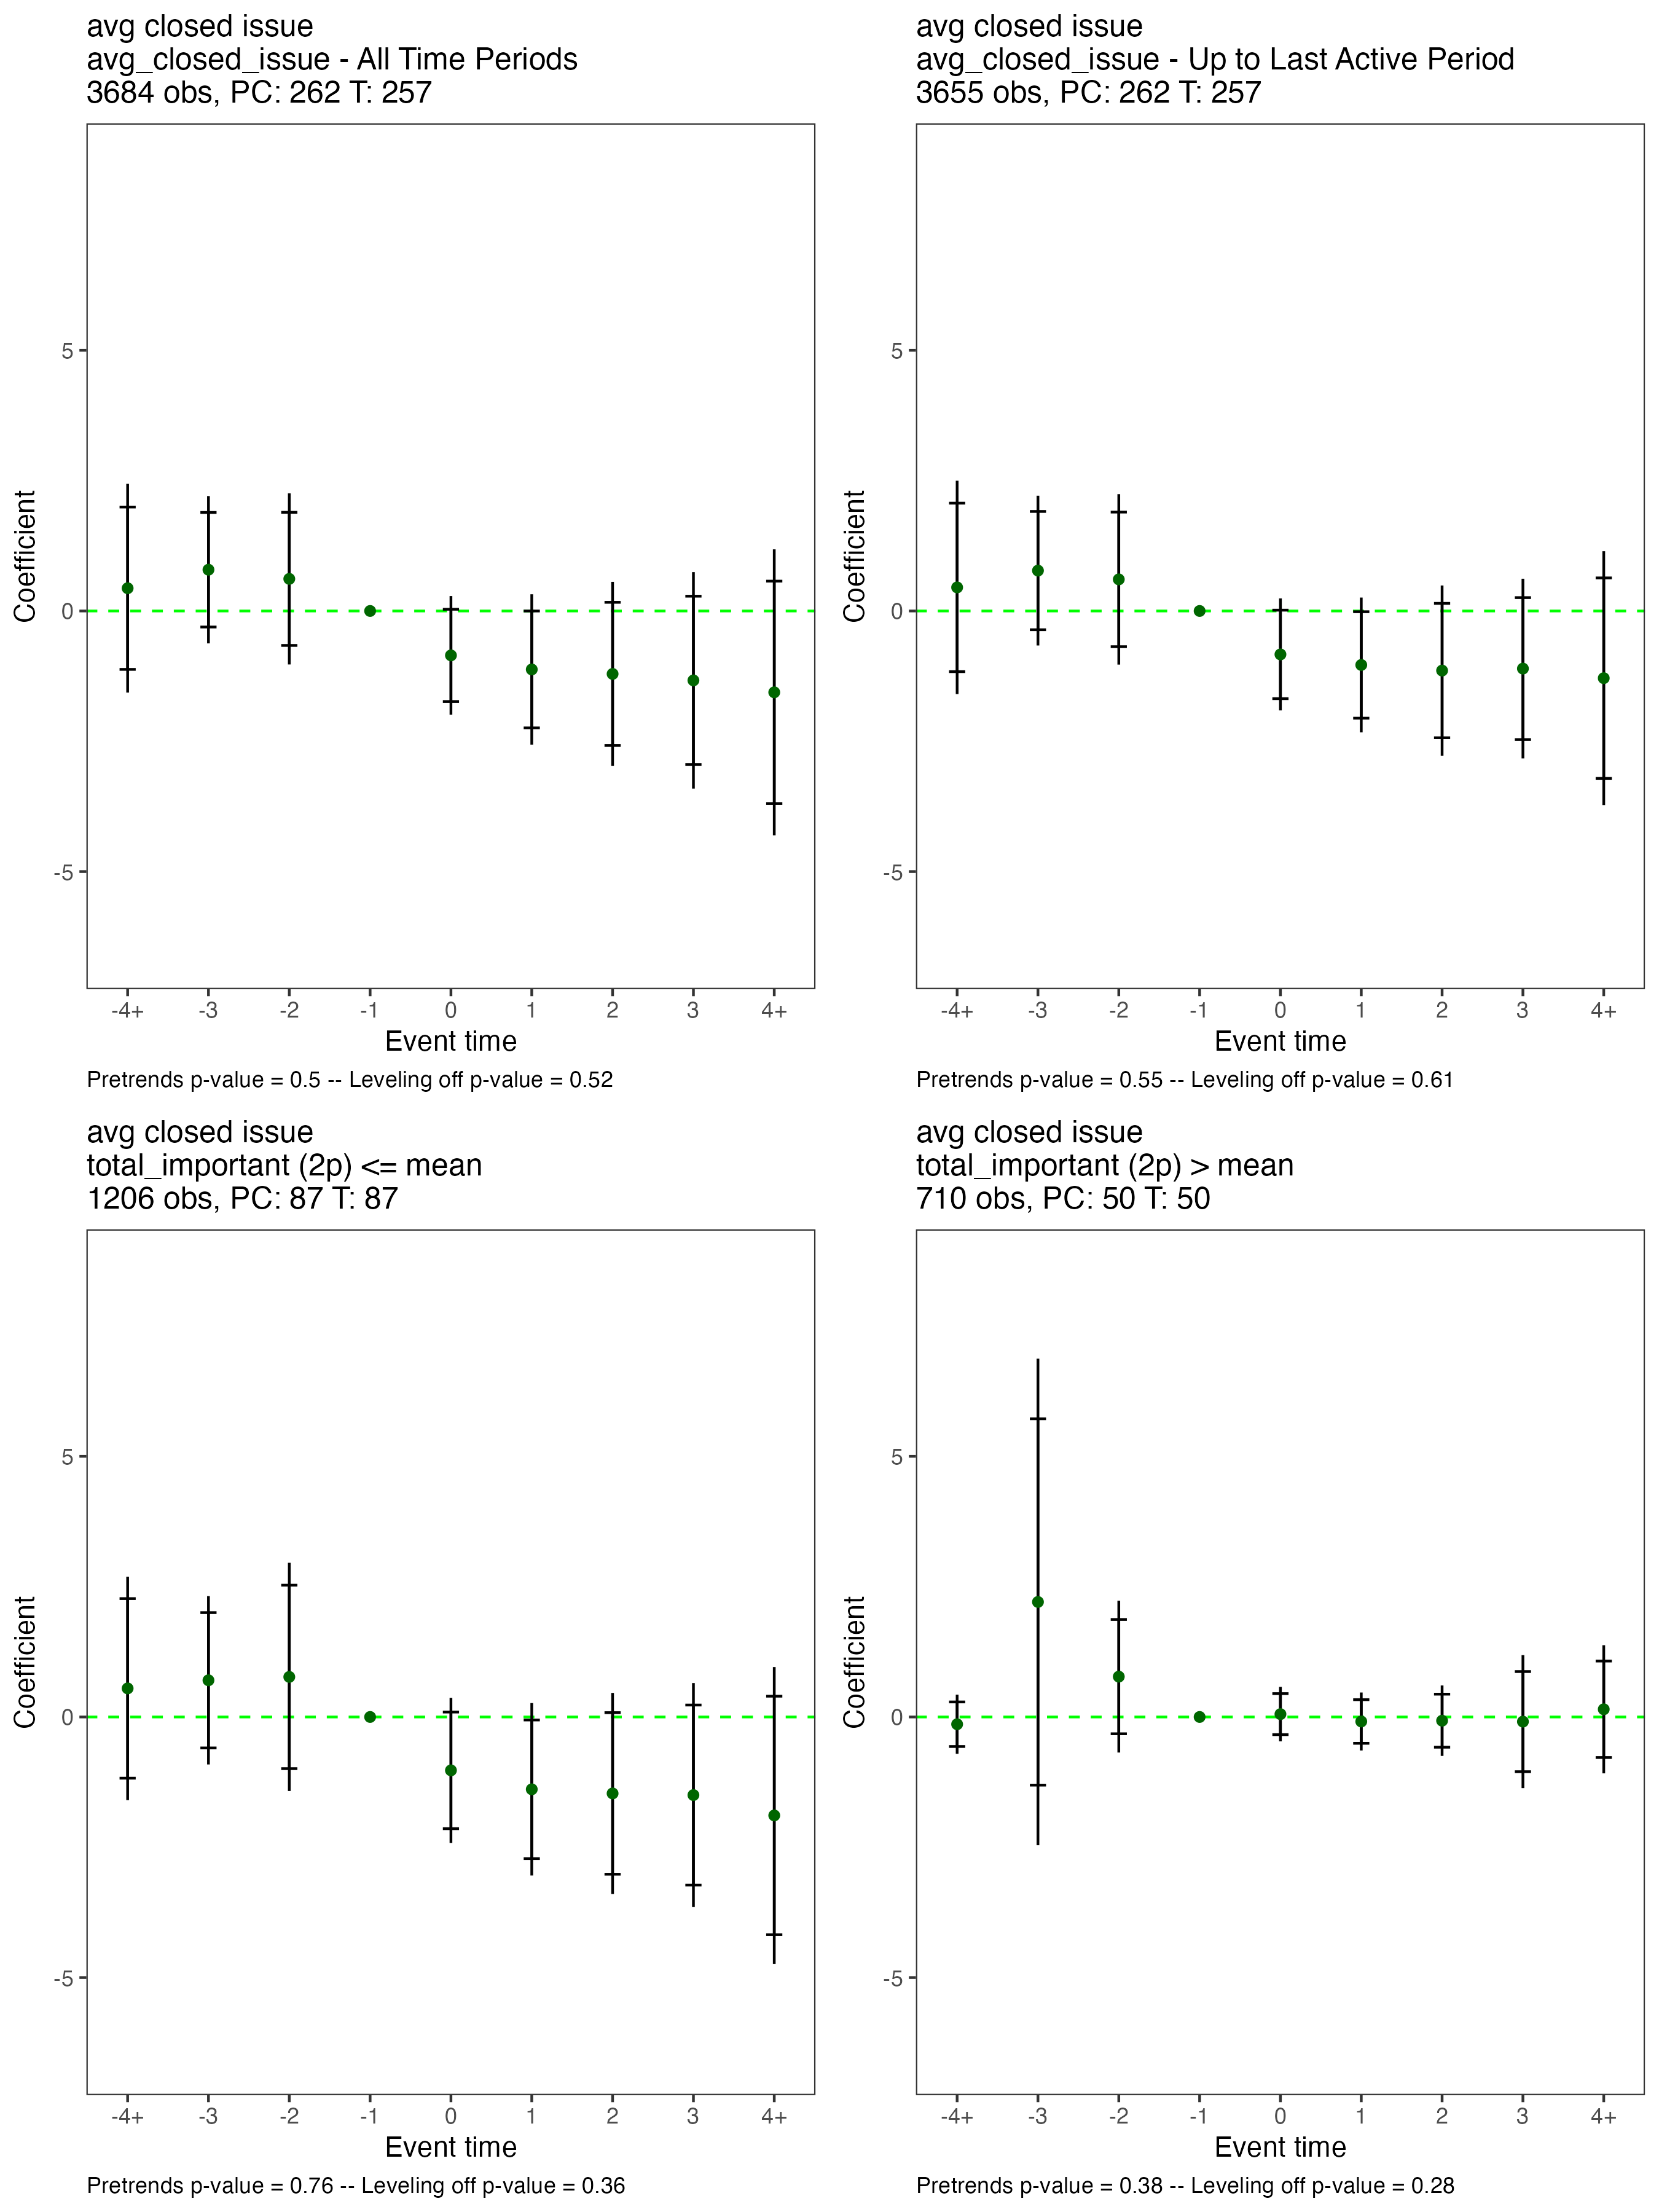 avg closed issue
avg_closed_issue - All Time Periods
3684 obs, PC: 262 T: 257
5
0
-5
Coefficient
-4+ -3 -2 -1 0 1 2 3 4+
Event time
Pretrends p-value = 0.5 -- Leveling off p-value = 0.52
avg closed issue
avg_closed_issue - Up to Last Active Period
3655 obs, PC: 262 T: 257
5
0
-5
Coefficient
-4+ -3 -2 -1 0 1 2 3 4+
Event time
Pretrends p-value = 0.55 -- Leveling off p-value = 0.61
avg closed issue
total_important (2p) <= mean
1206 obs, PC: 87 T: 87
5
0
-5
Coefficient
-4+ -3 -2 -1 0 1 2 3 4+
Event time
Pretrends p-value = 0.76 -- Leveling off p-value = 0.36
avg closed issue
total_important (2p) > mean
710 obs, PC: 50 T: 50
5
0
-5
Coefficient
-4+ -3 -2 -1 0 1 2 3 4+
Event time
Pretrends p-value = 0.38 -- Leveling off p-value = 0.28